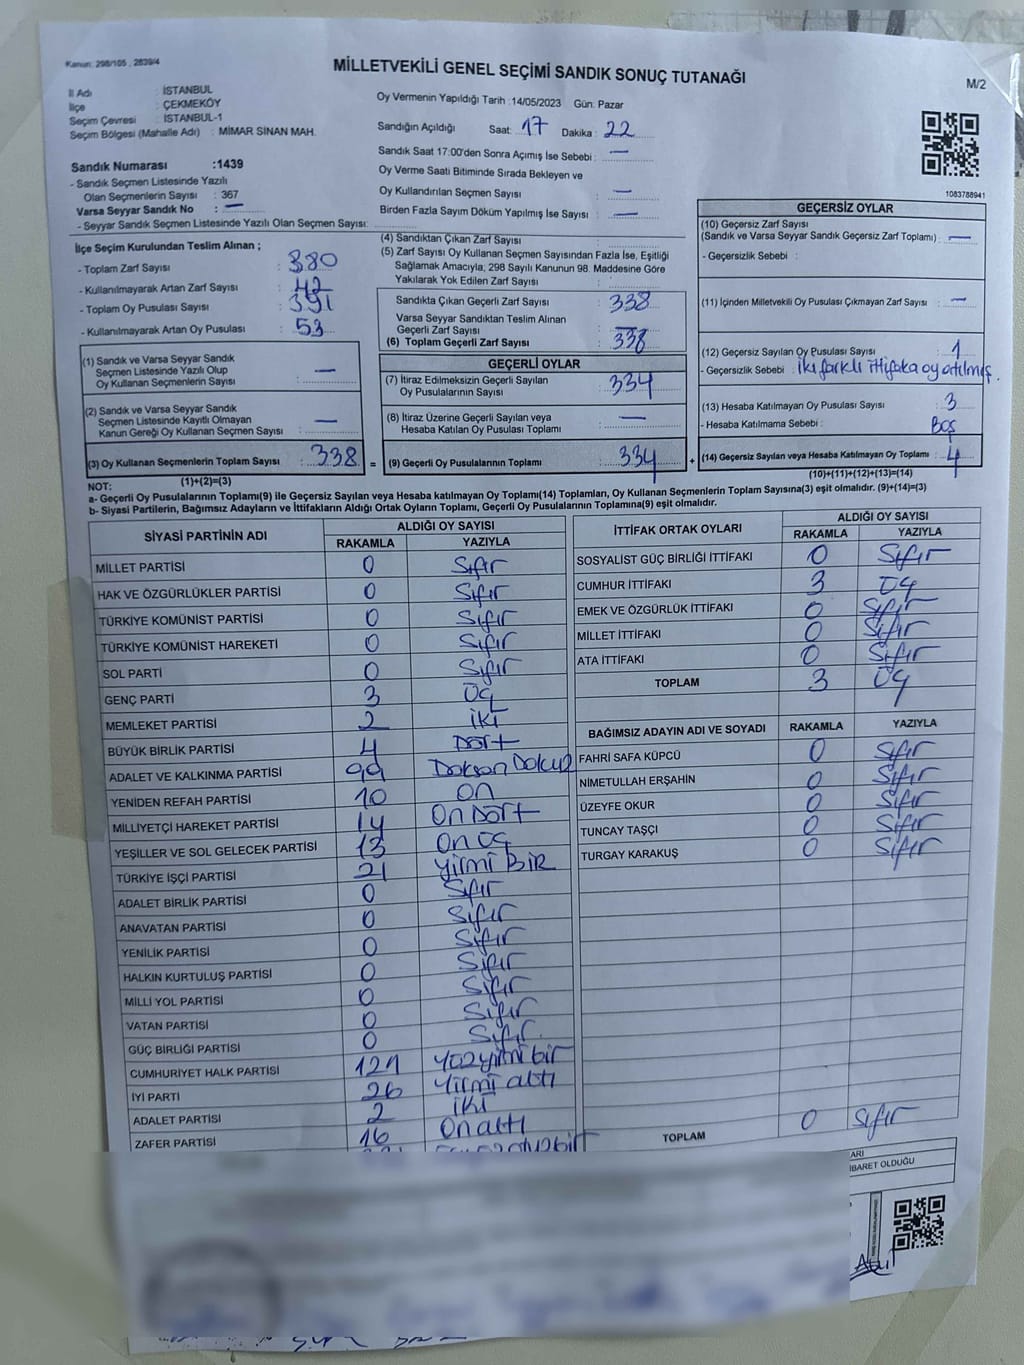 Kanun: 298/105 , 2839/4
MİLLETVEKİLİ GENEL SEÇİMİ SANDIK SONUÇ TUTANAĞI
M/2
İl Adı : İSTANBUL
İlçe : ÇEKMEKÖY
Seçim Çevresi : İSTANBUL-1
Seçim Bölgesi (Mahalle Adı) : MİMAR SİNAN MAH.
Sandık Numarası :1439
- Sandık Seçmen Listesinde Yazılı
Olan Seçmenlerin Sayısı : 367
Varsa Seyyar Sandık No : —
- Seyyar Sandık Seçmen Listesinde Yazılı Olan Seçmen Sayısı:
Oy Vermenin Yapıldığı Tarih :14/05/2023 Gün: Pazar
Sandığın Açıldığı Saat: 17 Dakika : 22
Sandık Saat 17:00'den Sonra Açımış İse Sebebi : —
Oy Verme Saati Bitiminde Sırada Bekleyen ve
Oy Kullandırılan Seçmen Sayısı : —
Birden Fazla Sayım Döküm Yapılmış İse Sayısı : —
1083788941
İlçe Seçim Kurulundan Teslim Alınan ;
- Toplam Zarf Sayısı : 380
- Kullanılmayarak Artan Zarf Sayısı : 42
- Toplam Oy Pusulası Sayısı : 391
- Kullanılmayarak Artan Oy Pusulası : 53
(1) Sandık ve Varsa Seyyar Sandık
Seçmen Listesinde Yazılı Olup
Oy Kullanan Seçmenlerin Sayısı : —
(2) Sandık ve Varsa Seyyar Sandık
Seçmen Listesinde Kayıtlı Olmayan
Kanun Gereği Oy Kullanan Seçmen Sayısı : —
(3) Oy Kullanan Seçmenlerin Toplam Sayısı : 338 =
(1)+(2)=(3)
(4) Sandıktan Çıkan Zarf Sayısı :
(5) Zarf Sayısı Oy Kullanan Seçmen Sayısından Fazla İse, Eşitliği
Sağlamak Amacıyla, 298 Sayılı Kanunun 98. Maddesine Göre
Yakılarak Yok Edilen Zarf Sayısı :
Sandıkta Çıkan Geçerli Zarf Sayısı : 338
Varsa Seyyar Sandıktan Teslim Alınan
Geçerli Zarf Sayısı : —
(6) Toplam Geçerli Zarf Sayısı : 338
GEÇERLİ OYLAR
(7) İtiraz Edilmeksizin Geçerli Sayılan
Oy Pusulalarının Sayısı : 334
(8) İtiraz Üzerine Geçerli Sayılan veya
Hesaba Katılan Oy Pusulası Toplamı : —
(9) Geçerli Oy Pusulalarının Toplamı : 334 +
GEÇERSİZ OYLAR
(10) Geçersiz Zarf Sayısı
(Sandık ve Varsa Seyyar Sandık Geçersiz Zarf Toplamı) : —
- Geçersizlik Sebebi :
(11) İçinden Milletvekili Oy Pusulası Çıkmayan Zarf Sayısı : —
(12) Geçersiz Sayılan Oy Pusulası Sayısı : 1
- Geçersizlik Sebebi : iki farklı ittifaka oy atılmış.
(13) Hesaba Katılmayan Oy Pusulası Sayısı : 3
- Hesaba Katılmama Sebebi : Boş
(14) Geçersiz Sayılan veya Hesaba Katılmayan Oy Toplamı : 4
(10)+(11)+(12)+(13)=(14)
NOT:
a- Geçerli Oy Pusulalarının Toplamı(9) ile Geçersiz Sayılan veya Hesaba katılmayan Oy Toplamı(14) Toplamları, Oy Kullanan Seçmenlerin Toplam Sayısına(3) eşit olmalıdır. (9)+(14)=(3)
b- Siyasi Partilerin, Bağımsız Adayların ve İttifakların Aldığı Ortak Oyların Toplamı, Geçerli Oy Pusulalarının Toplamına(9) eşit olmalıdır.
SİYASİ PARTİNİN ADI ALDIĞI OY SAYISI
RAKAMLA YAZIYLA
MİLLET PARTİSİ 0 Sıfır
HAK VE ÖZGÜRLÜKLER PARTİSİ 0 Sıfır
TÜRKİYE KOMÜNİST PARTİSİ 0 Sıfır
TÜRKİYE KOMÜNİST HAREKETİ 0 Sıfır
SOL PARTİ 0 Sıfır
GENÇ PARTİ 3 Üç
MEMLEKET PARTİSİ 2 iki
BÜYÜK BİRLİK PARTİSİ 4 Dört
ADALET VE KALKINMA PARTİSİ 99 Doksan Dokuz
YENİDEN REFAH PARTİSİ 10 On
MİLLİYETÇİ HAREKET PARTİSİ 14 On Dört
YEŞİLLER VE SOL GELECEK PARTİSİ 13 On Üç
TÜRKİYE İŞÇİ PARTİSİ 21 Yirmi Bir
ADALET BİRLİK PARTİSİ 0 Sıfır
ANAVATAN PARTİSİ 0 Sıfır
YENİLİK PARTİSİ 0 Sıfır
HALKIN KURTULUŞ PARTİSİ 0 Sıfır
MİLLİ YOL PARTİSİ 0 Sıfır
VATAN PARTİSİ 0 Sıfır
GÜÇ BİRLİĞİ PARTİSİ 0 Sıfır
CUMHURİYET HALK PARTİSİ 121 Yüzyirmi bir
İYİ PARTİ 26 Yirmi altı
ADALET PARTİSİ 2 iki
ZAFER PARTİSİ 16 Onaltı
İTTİFAK ORTAK OYLARI ALDIĞI OY SAYISI
RAKAMLA YAZIYLA
SOSYALİST GÜÇ BİRLİĞİ İTTİFAKI 0 Sıfır
CUMHUR İTTİFAKI 3 Üç
EMEK VE ÖZGÜRLÜK İTTİFAKI 0 Sıfır
MİLLET İTTİFAKI 0 Sıfır
ATA İTTİFAKI 0 Sıfır
TOPLAM 3 Üç
BAĞIMSIZ ADAYIN ADI VE SOYADI RAKAMLA YAZIYLA
FAHRİ SAFA KÜPCÜ 0 Sıfır
NİMETULLAH ERŞAHİN 0 Sıfır
ÜZEYFE OKUR 0 Sıfır
TUNCAY TAŞÇI 0 Sıfır
TURGAY KARAKUŞ 0 Sıfır
TOPLAM 0 Sıfır
ARI
İBARET OLDUĞU